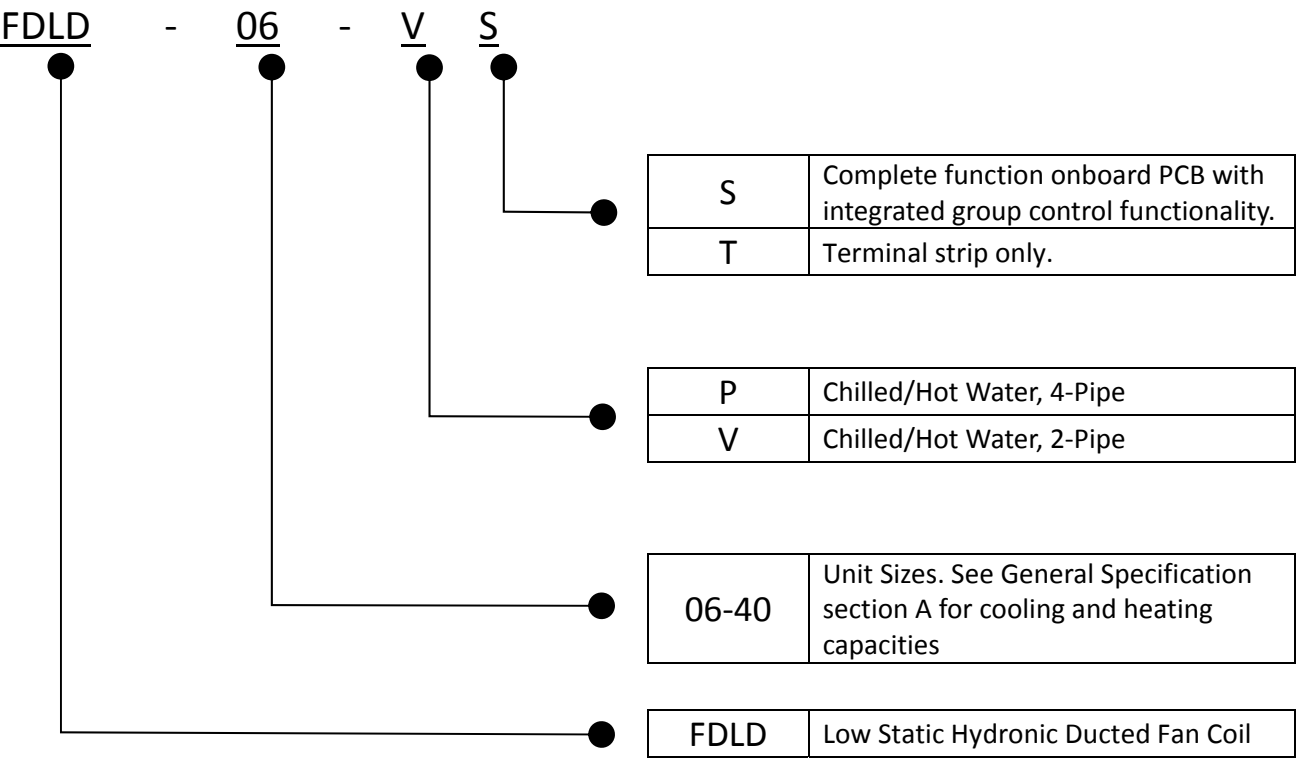 FDLD - 06 - V S
S
Complete function onboard PCB with
integrated group control functionality.
T
Terminal strip only.
P
Chilled/Hot Water, 4-Pipe
V
Chilled/Hot Water, 2-Pipe
06-40
Unit Sizes. See General Specification
section A for cooling and heating
capacities
FDLD
Low Static Hydronic Ducted Fan Coil